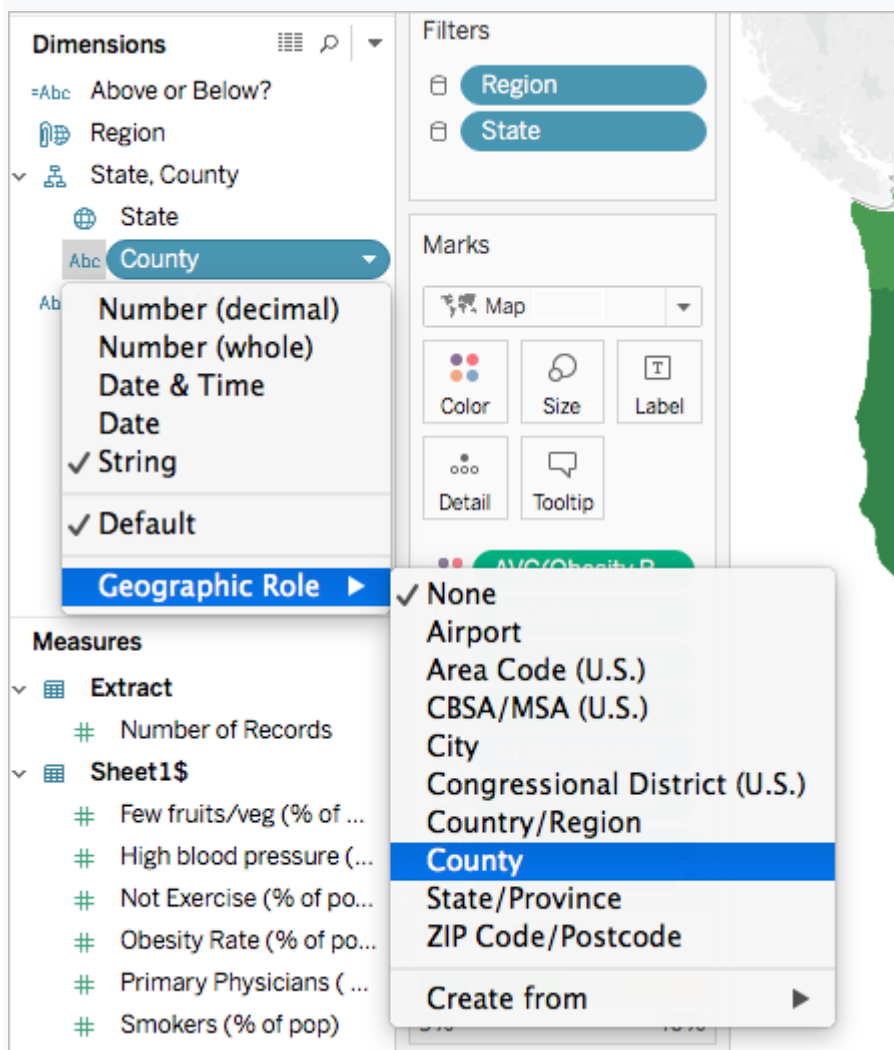 Dimensions
=Abc Above or Below?
Region
State, County
State
Abc County
Ab
Number (decimal)
Number (whole)
Date & Time
Date
String
Default
Geographic Role
Measures
Extract
Number of Records
Sheet1$
Few fruits/veg (% of ...
High blood pressure (...
Not Exercise (% of po...
Obesity Rate (% of po...
Primary Physicians ( ...
Smokers (% of pop)
Filters
Region
State
Marks
Map
Color
Size
T
Label
Detail
Tooltip
AVG(Obesity R
None
Airport
Area Code (U.S.)
CBSA/MSA (U.S.)
City
Congressional District (U.S.)
Country/Region
County
State/Province
ZIP Code/Postcode
Create from